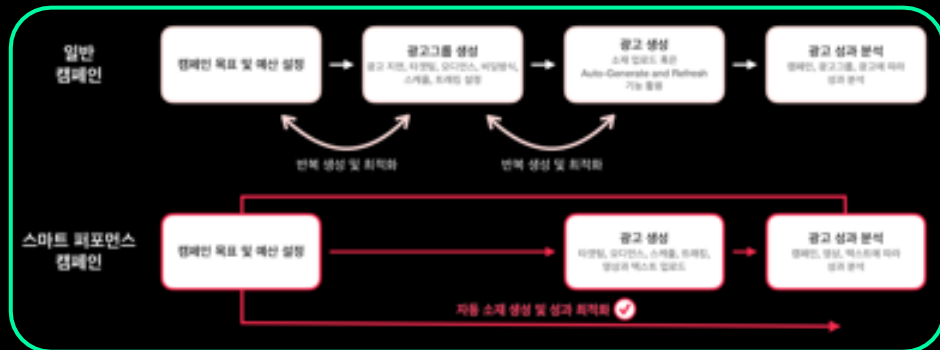 일반
캠페인
캠페인 목표 및 예산 설정
광고그룹 생성
광고 지면, 타겟팅, 오디언스, 비딩방식,
스케줄, 트래킹 설정
광고 생성
소재 업로드 혹은
Auto-Generate and Refresh
기능 활용
광고 성과 분석
캠페인, 광고그룹, 광고에 따라
성과 분석
반복 생성 및 최적화
반복 생성 및 최적화
스마트 퍼포먼스
캠페인
캠페인 목표 및 예산 설정
광고 생성
타겟팅, 오디언스, 스케줄, 트래킹,
영상과 텍스트 업로드
광고 성과 분석
캠페인, 영상, 텍스트에 따라
성과 분석
자동 소재 생성 및 성과 최적화